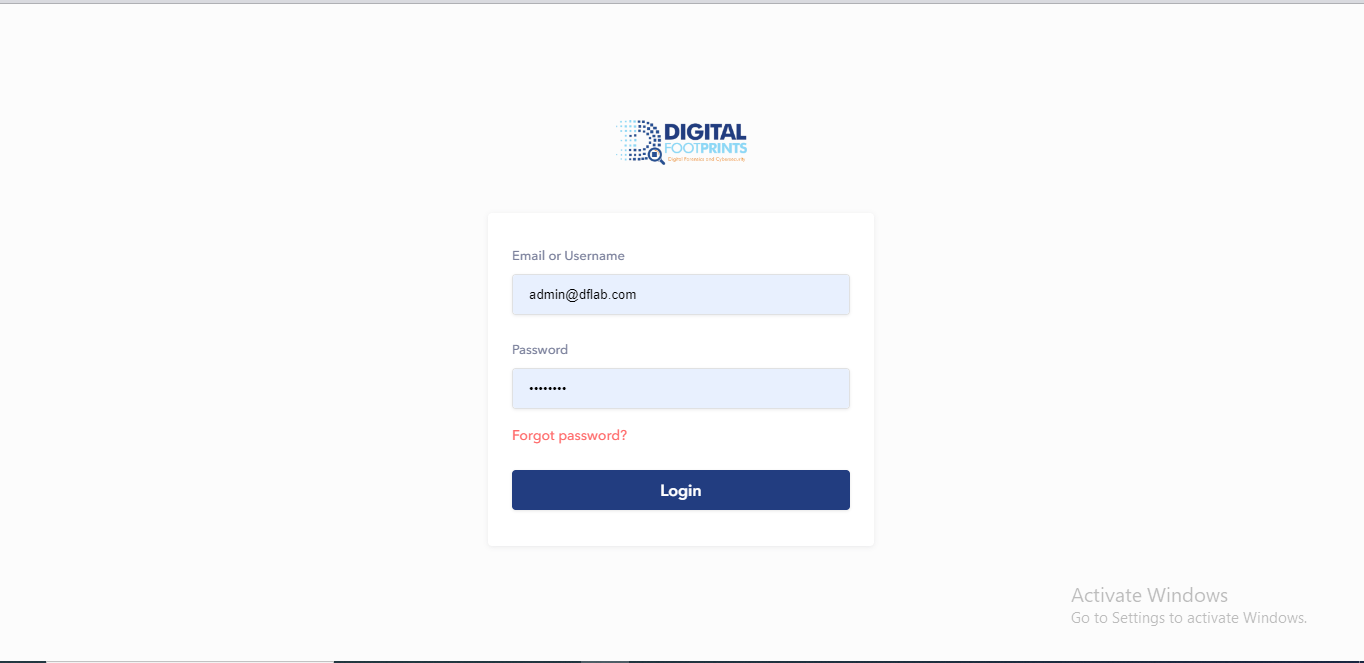 DIGITAL
FOOTPRINTS
Digital Forensics and Cybersecurity
Email or Username
admin@dflab.com
Password
••••••••
Forgot password?
Login
Activate Windows
Go to Settings to activate Windows.